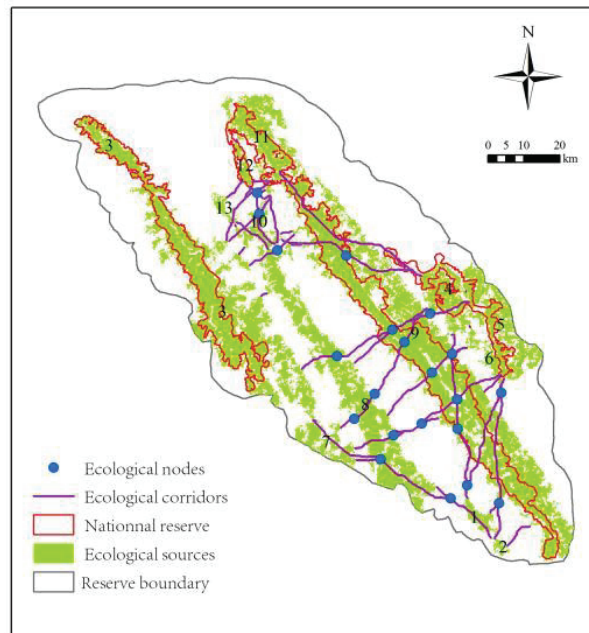 N
0 5 10 20
km
11
3
12
13
10
4
3
5
9
6
8
7
1
2
Ecological nodes
Ecological corridors
Nationnal reserve
Ecological sources
Reserve boundary